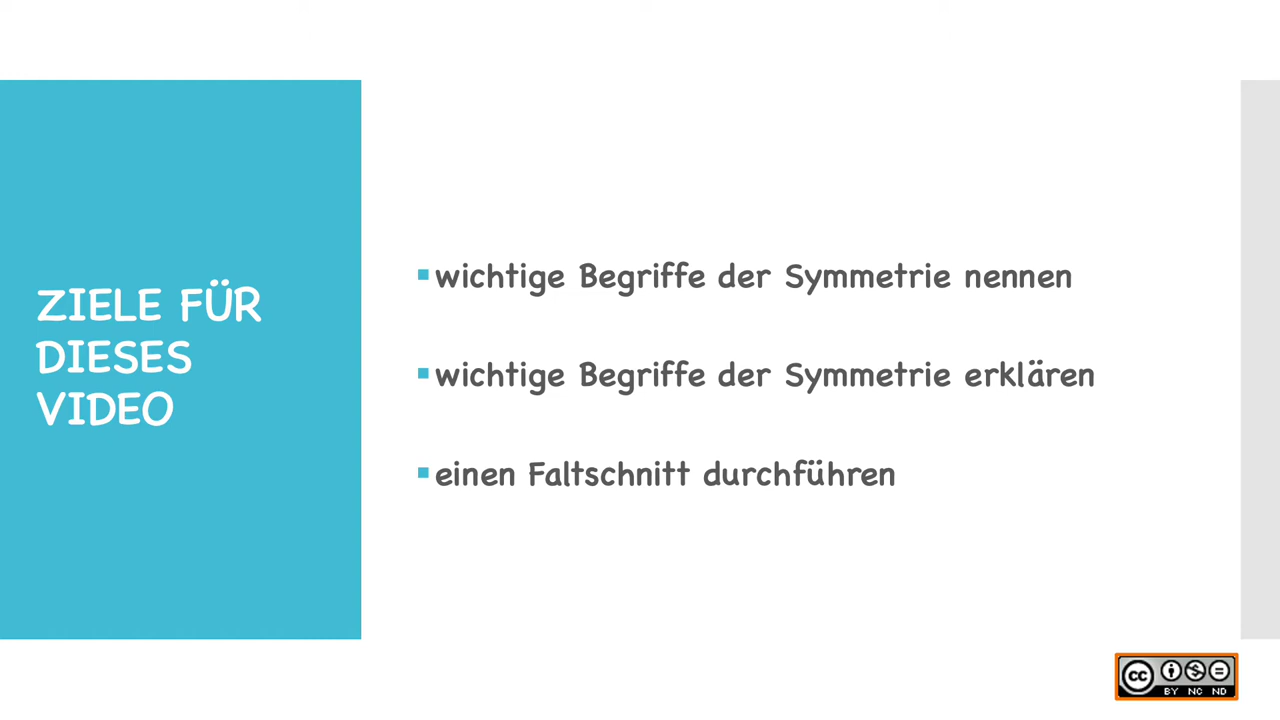 ZIELE FÜR
DIESES
VIDEO
wichtige Begriffe der Symmetrie nennen
wichtige Begriffe der Symmetrie erklären
einen Faltschnitt durchführen
cc
BY NC ND